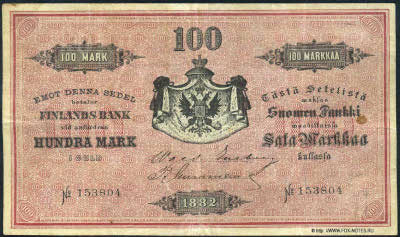 100
100 MARK
100 MARKKAA
EMOT DENNA SEDEL
betalar
FINLANDS BANK
vid anfordran
HUNDRA MARK
I GULD
Tästä Setelistä
maksaa
Suomen Pankki
vaadittaissa
Sata Markkaa
kullassa
№ 153804
№ 153804
1882
WWW.FOX-NOTES.RU